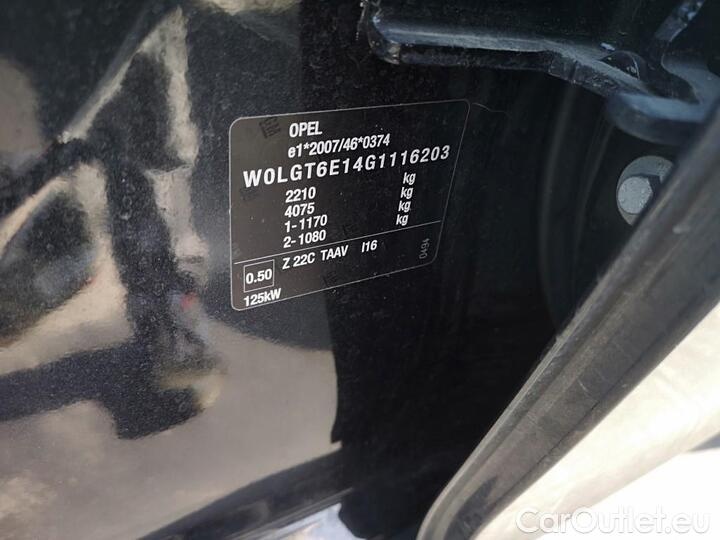 OPEL
e1*2007/46*0374
W0LGT6E14G1116203
2210 kg
4075 kg
1-1170 kg
2-1080
0.50 Z 22C TAAV I16
125kW
0494
CarOutlet.eu